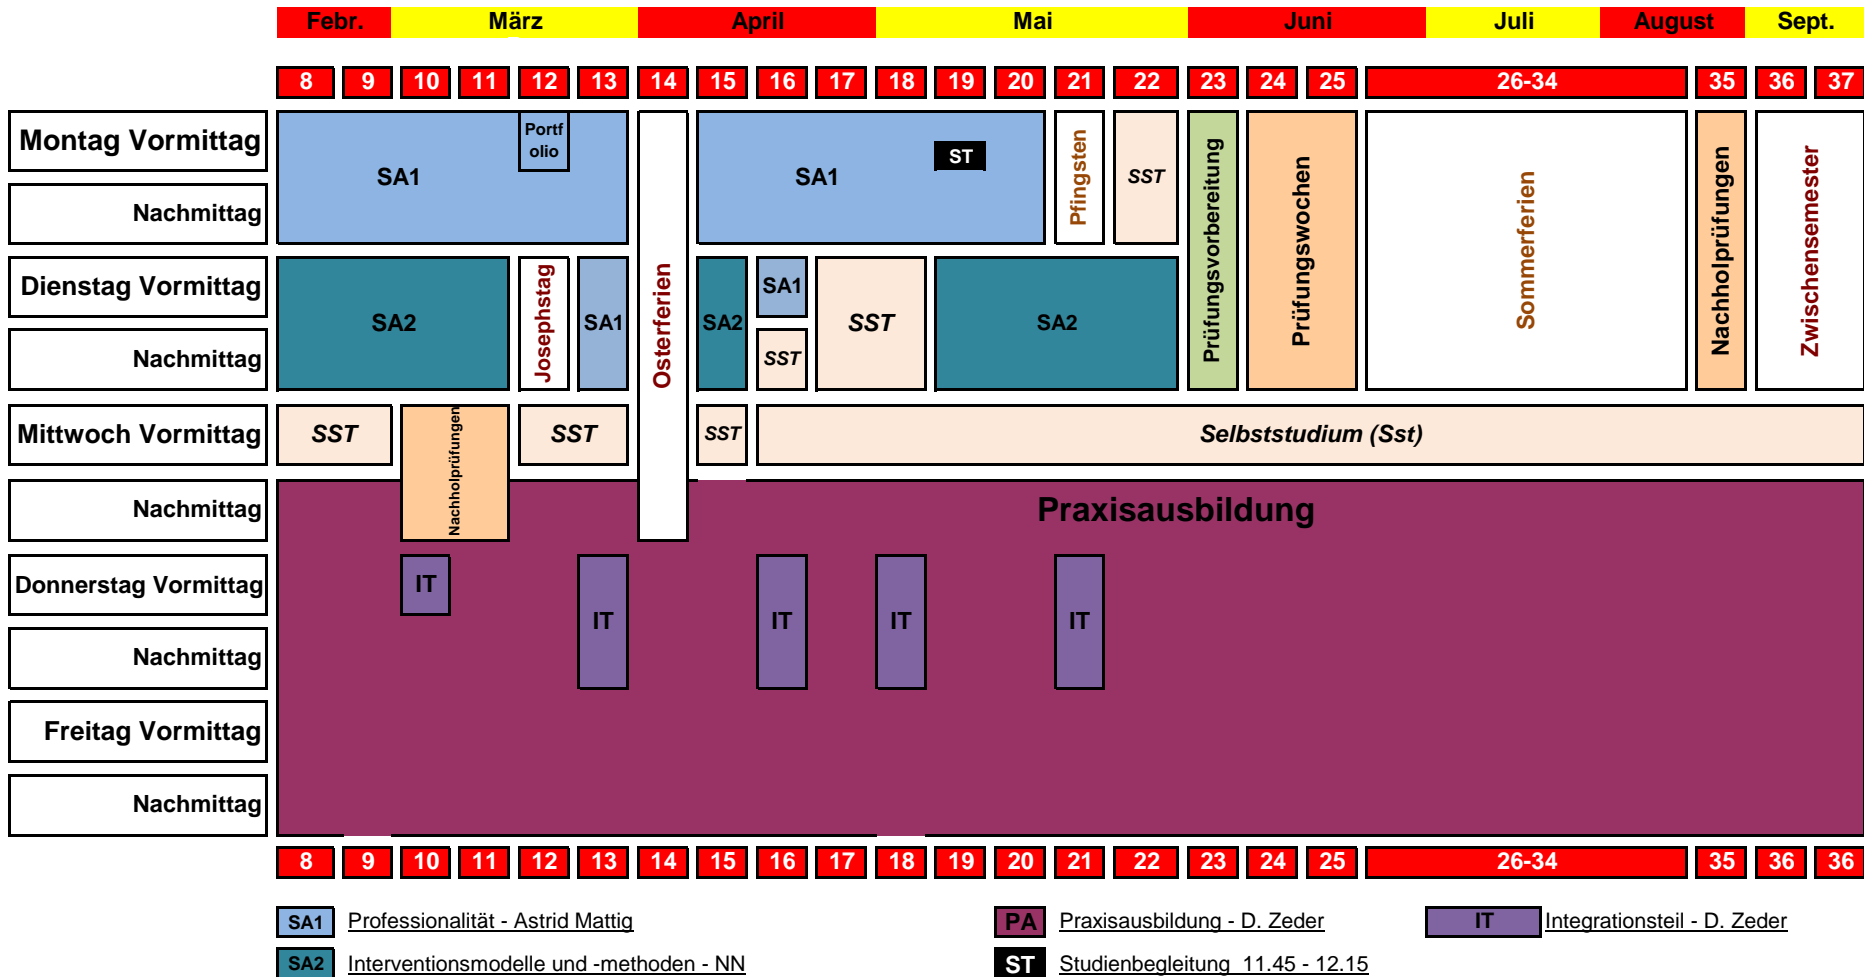 Febr. März April Mai Juni Juli August Sept.
8 9 10 11 12 13 14 15 16 17 18 19 20 21 22 23 24 25 26-34 35 36 37
Montag Vormittag
Nachmittag
SA1
Portf
olio
SA1
ST
Pfingsten
SST
Dienstag Vormittag
Nachmittag
SA2
Josephstag
SA1
Osterferien
SA2
SA1
SST
SST
SA2
Prüfungsvorbereitung
Prüfungswochen
Sommerferien
Nachholprüfungen
Zwischensemester
Mittwoch Vormittag
SST
Nachholprüfungen
SST
SST
Selbststudium (Sst)
Nachmittag
Praxisausbildung
Donnerstag Vormittag
IT
Nachmittag
IT
IT
IT
IT
Freitag Vormittag
Nachmittag
8 9 10 11 12 13 14 15 16 17 18 19 20 21 22 23 24 25 26-34 35 36 36
SA1 Professionalität - Astrid Mattig
PA Praxisausbildung - D. Zeder
IT Integrationsteil - D. Zeder
SA2 Interventionsmodelle und -methoden - NN
ST Studienbegleitung 11.45 - 12.15